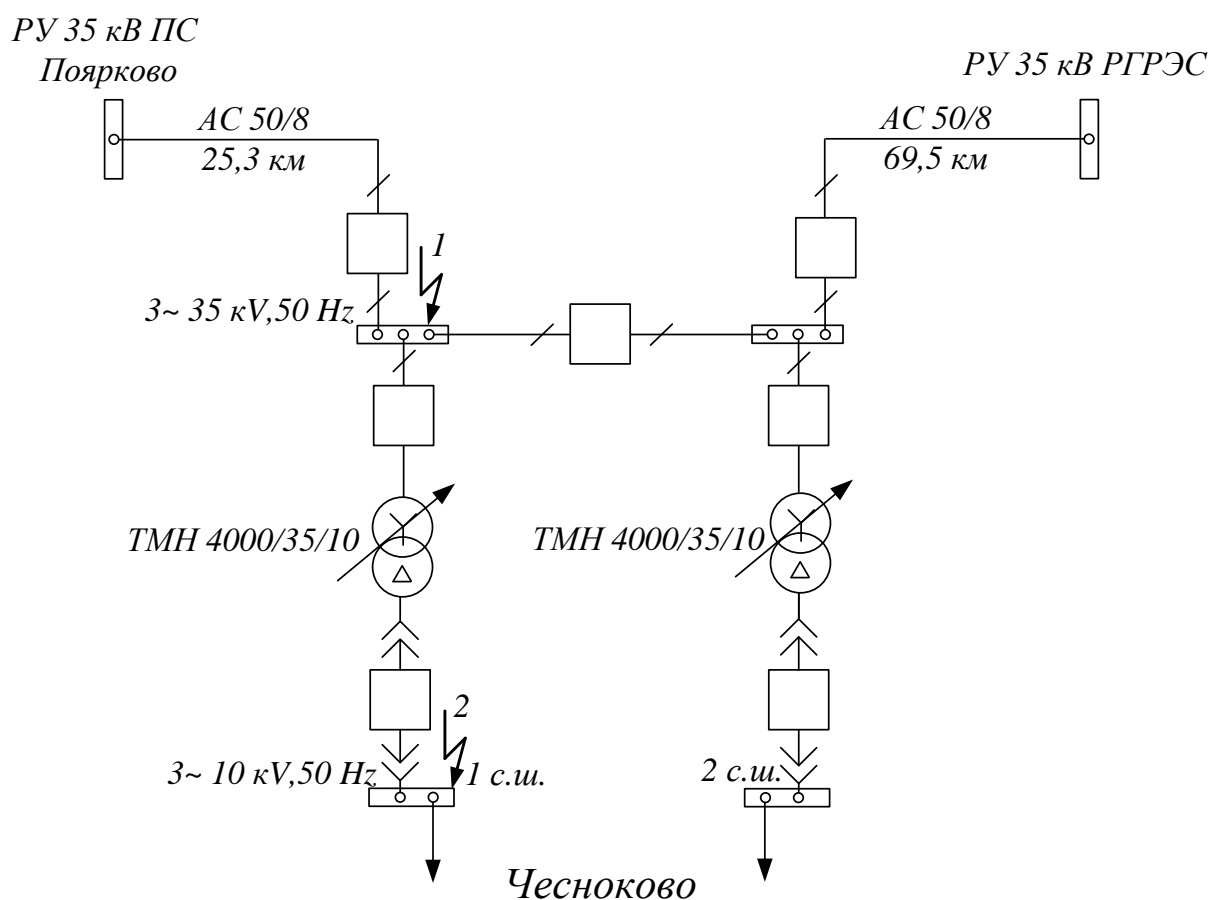 РУ 35 кВ ПС
Поярково
РУ 35 кВ РГРЭС
АС 50/8
25,3 км
АС 50/8
69,5 км
1
3~ 35 кV,50 Hz
ТМН 4000/35/10
ТМН 4000/35/10
2
3~ 10 кV,50 Hz
1 с.ш.
2 с.ш.
Чесноково